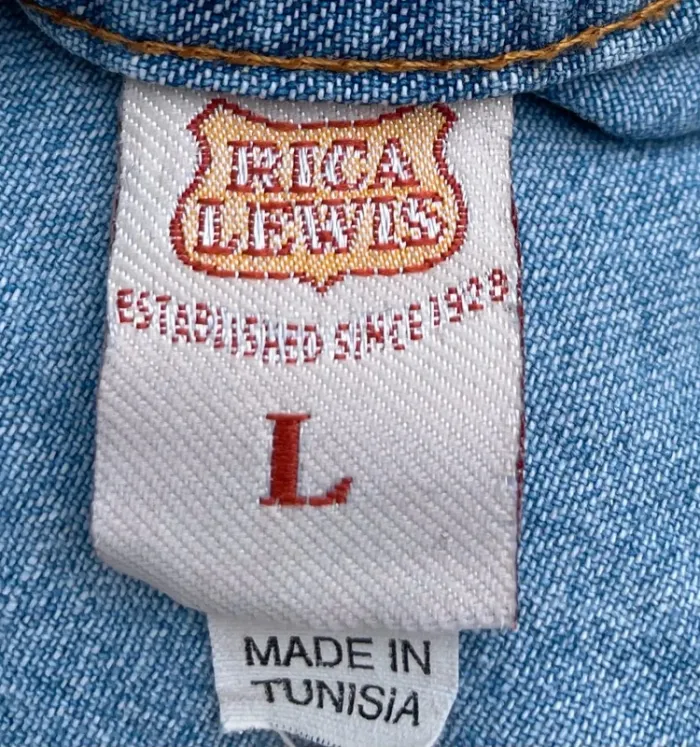 RICA
LEWIS
ESTABLISHED SINCE 1928
L
MADE IN
TUNISiA